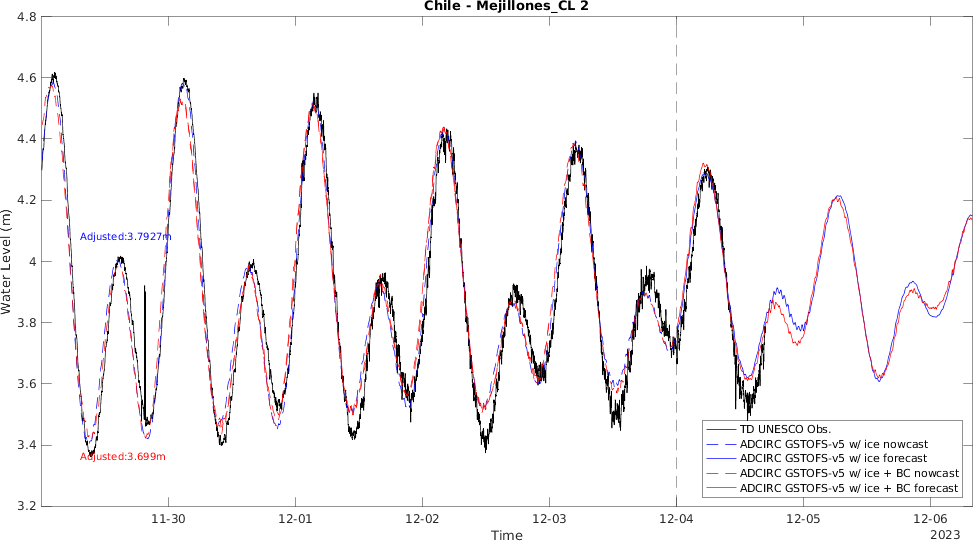 Chile - Mejillones_CL 2
4.8
4.6
4.4
4.2
4
3.8
3.6
3.4
3.2
Water Level (m)
Adjusted:3.7927m
Adjusted:3.699m
TD UNESCO Obs.
ADCIRC GSTOFS-v5 w/ ice nowcast
ADCIRC GSTOFS-v5 w/ ice forecast
ADCIRC GSTOFS-v5 w/ ice + BC nowcast
ADCIRC GSTOFS-v5 w/ ice + BC forecast
11-30 12-01 12-02 12-03 12-04 12-05 12-06
Time
2023